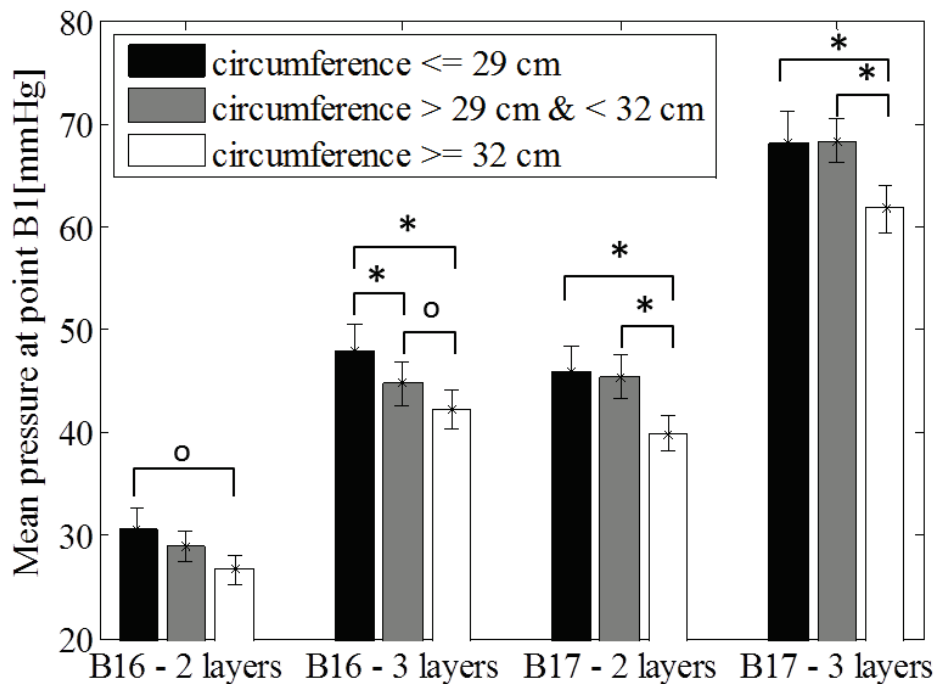 Mean pressure at point B1[mmHg]
80
70
60
50
40
30
20
circumference <= 29 cm
circumference > 29 cm & < 32 cm
circumference >= 32 cm
*
*
*
*
o
*
*
*
o
B16 - 2 layers
B16 - 3 layers
B17 - 2 layers
B17 - 3 layers